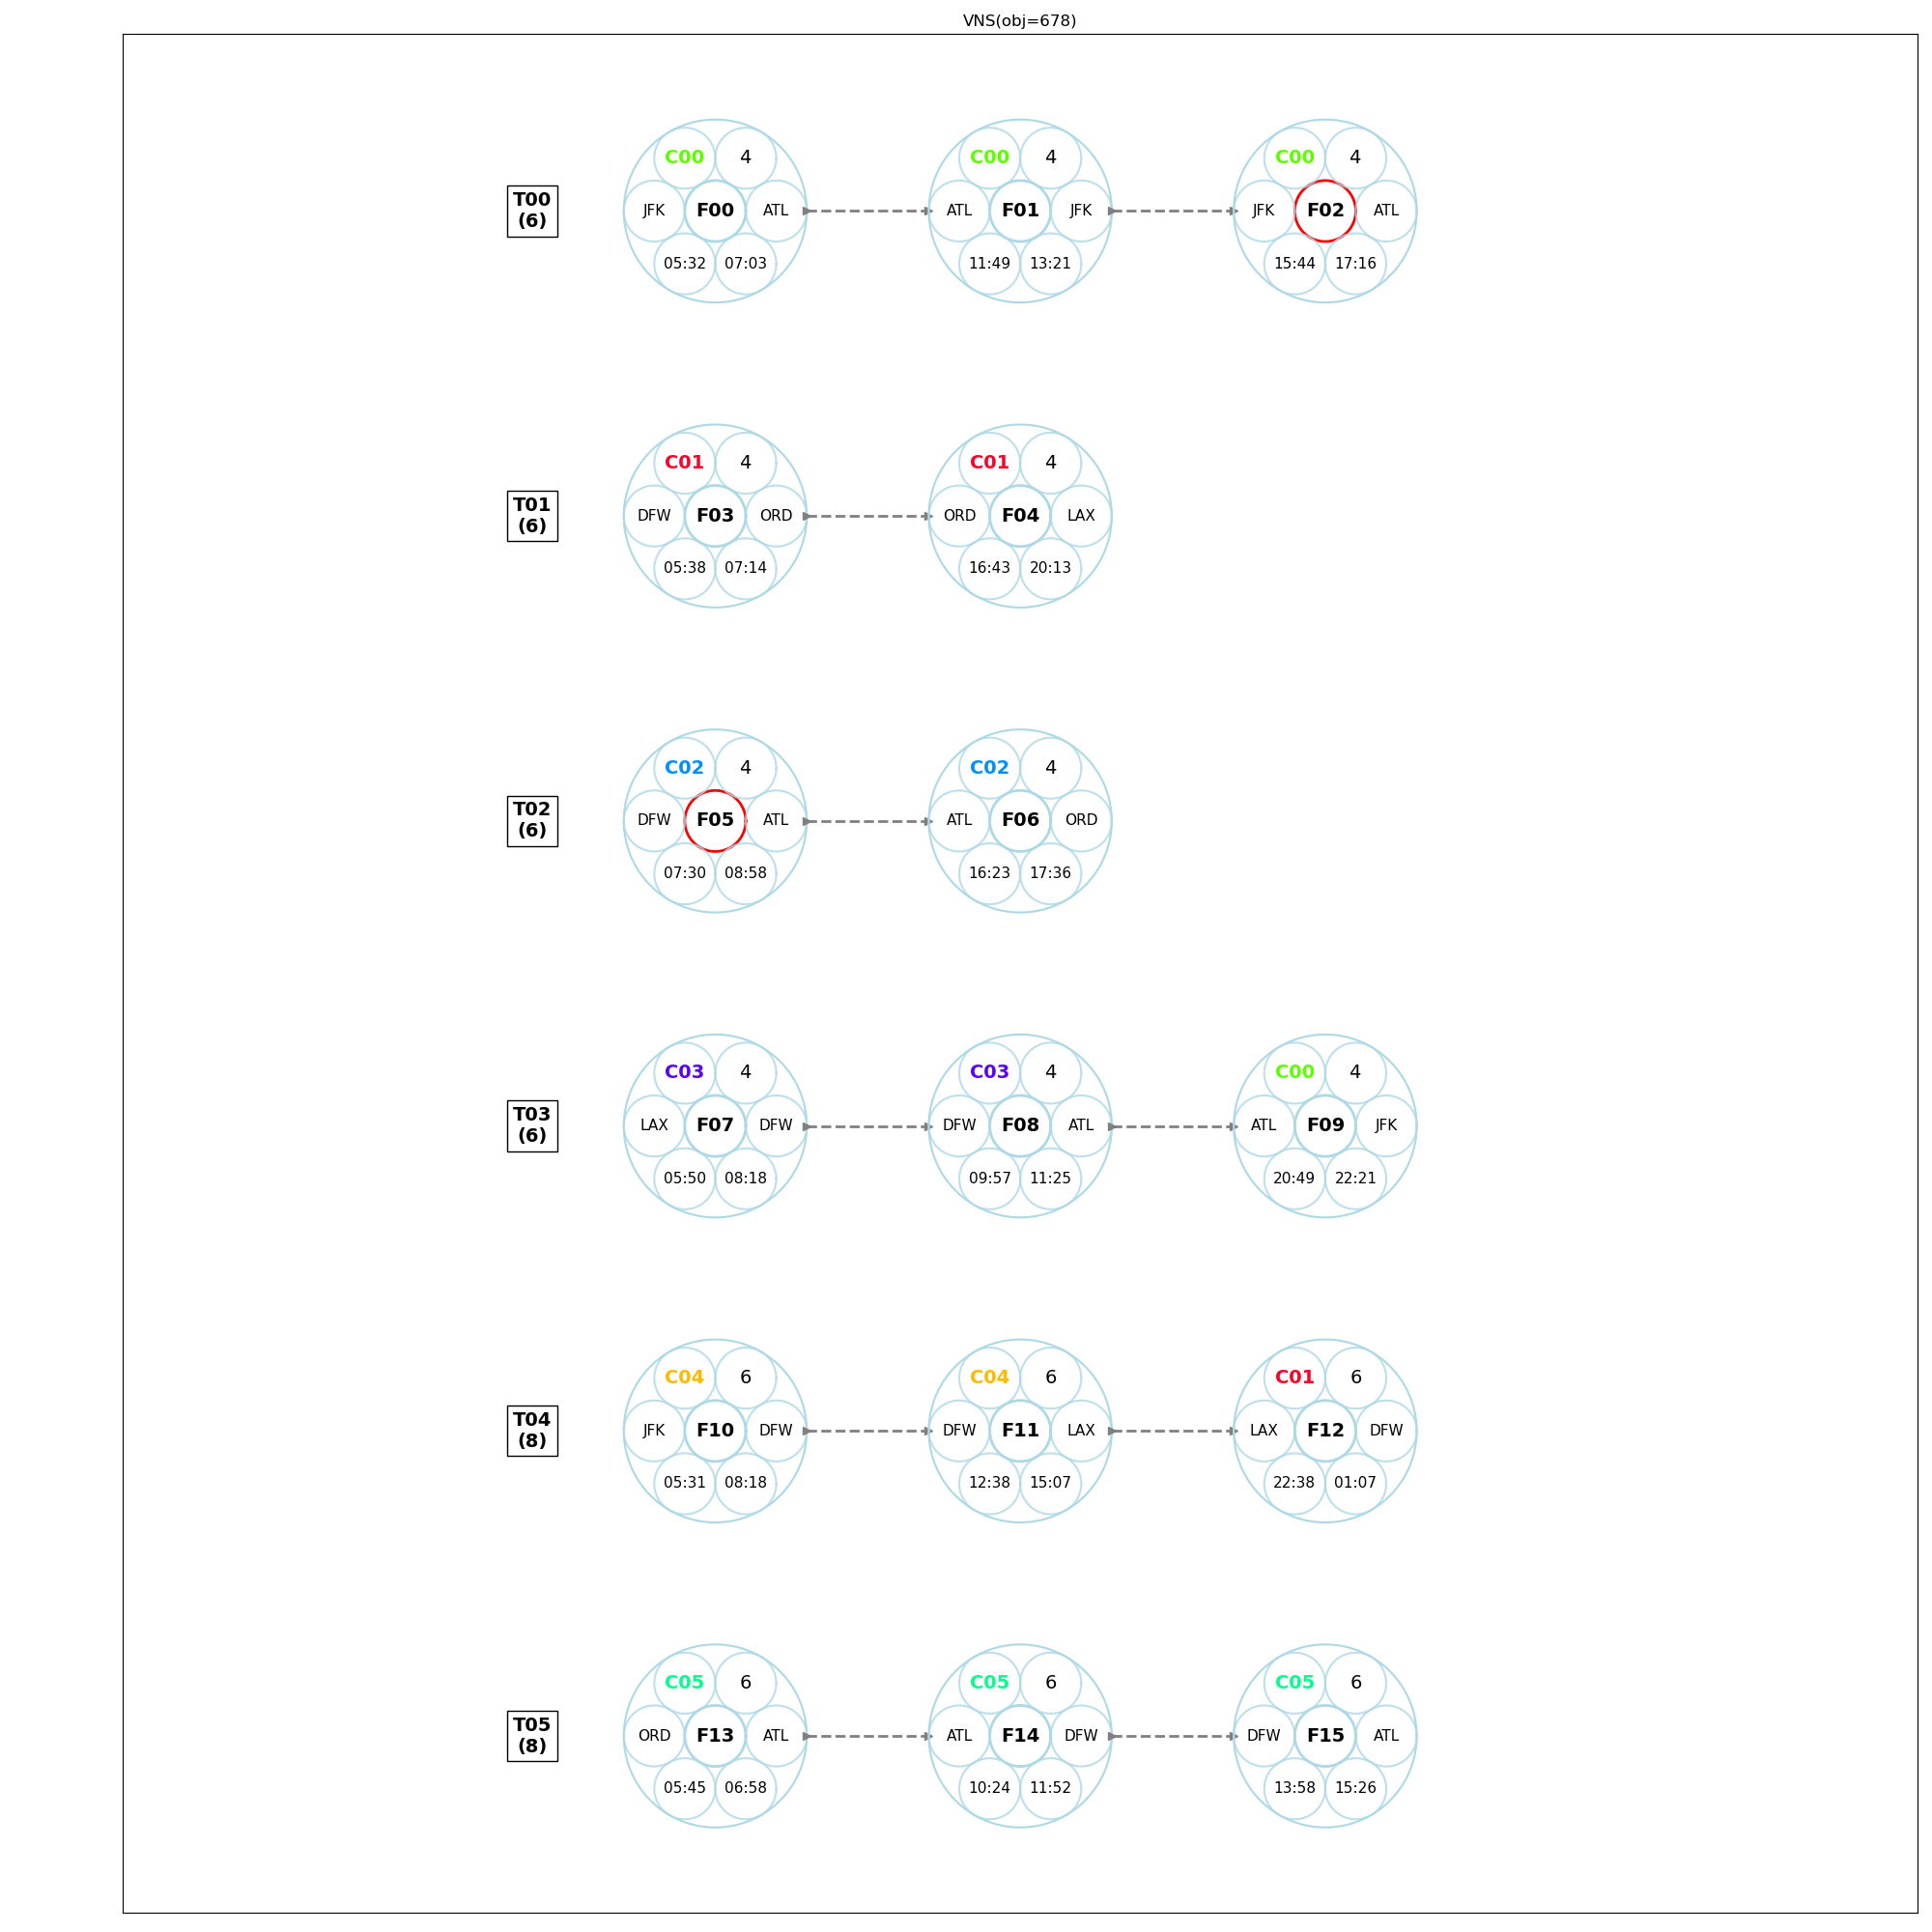 VNS(obj=678)
C00 4 C00 4 C00 4
T00 JFK F00 ATL ATL F01 JFK JFK F02 ATL
(6)
05:32 07:03 11:49 13:21 15:44 17:16
C01 4 C01 4
T01 DFW F03 ORD ORD F04 LAX
(6)
05:38 07:14 16:43 20:13
C02 4 C02 4
T02 DFW F05 ATL ATL F06 ORD
(6)
07:30 08:58 16:23 17:36
C03 4 C03 4 C00 4
T03 LAX F07 DFW DFW F08 ATL ATL F09 JFK
(6)
05:50 08:18 09:57 11:25 20:49 22:21
C04 6 C04 6 C01 6
T04 JFK F10 DFW DFW F11 LAX LAX F12 DFW
(8)
05:31 08:18 12:38 15:07 22:38 01:07
C05 6 C05 6 C05 6
T05 ORD F13 ATL ATL F14 DFW DFW F15 ATL
(8)
05:45 06:58 10:24 11:52 13:58 15:26